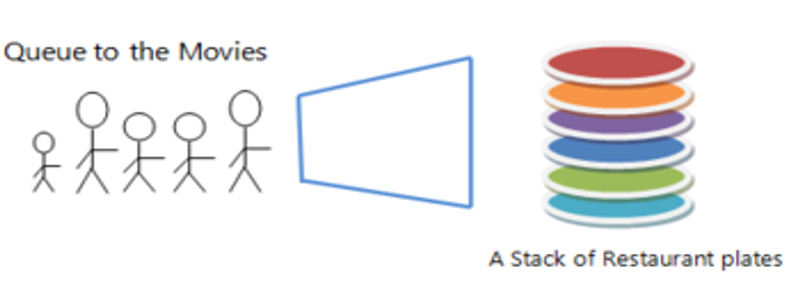 Queue to the Movies
A Stack of Restaurant plates